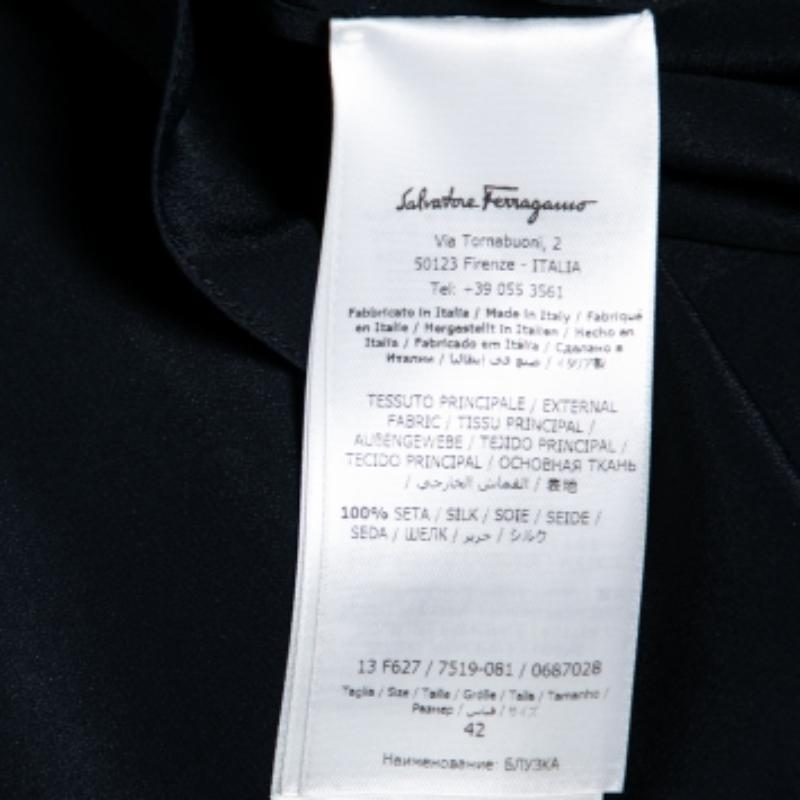 Salvatore Ferragamo
Via Tornabuoni, 2
50123 Firenze - ITALIA
Tel: +39 055 3561
Fabbricato in Italia / Made in Italy / Fabriqué
en Italie / Hergestellt in Italien / Hecho en
Italia / Fabricado em Itália / Сделано в
Италии / صنع في إيطاليا / イタリア製
TESSUTO PRINCIPALE / EXTERNAL
FABRIC / TISSU PRINCIPAL /
AUßENGEWEBE / TEJIDO PRINCIPAL /
TECIDO PRINCIPAL / ОСНОВНАЯ ТКАНЬ
/ القماش الخارجي / 表地
100% SETA / SILK / SOIE / SEIDE /
SEDA / ШЕЛК / حرير / シルク
13 F627 / 7519-081 / 0687028
Taglia / Size / Taille / Größe / Talla / Tamanho /
Размер / قياس / サイズ
42
Наименование: БЛУЗКА